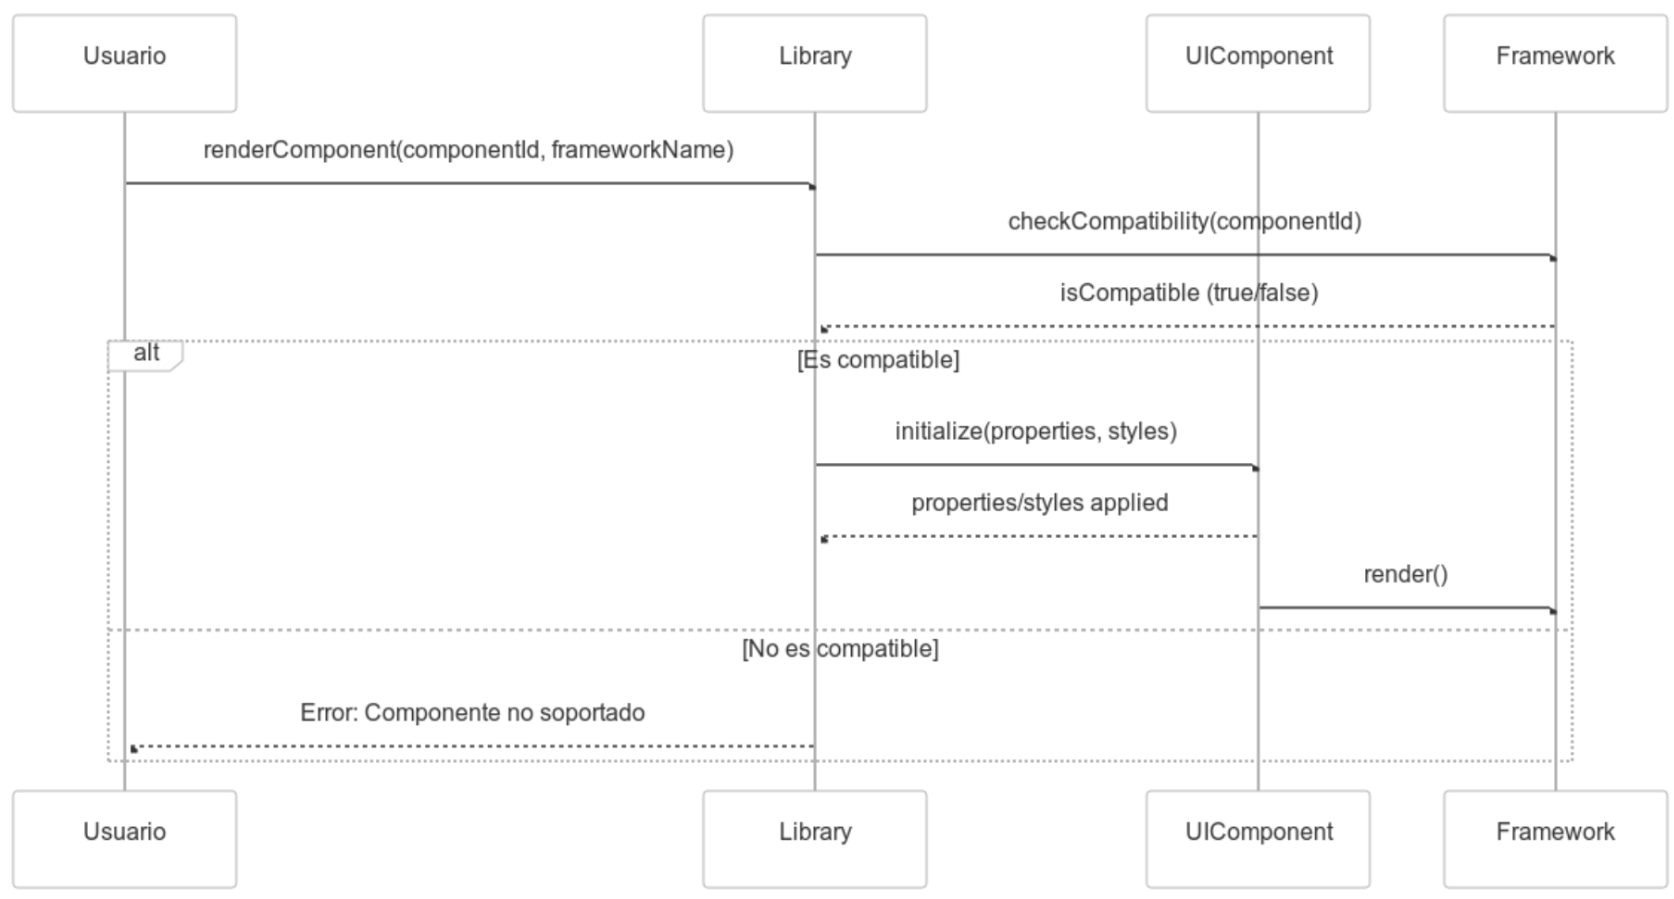 Usuario
Library
UIComponent
Framework
renderComponent(componentId, frameworkName)
checkCompatibility(componentId)
isCompatible (true/false)
alt
[Es compatible]
initialize(properties, styles)
properties/styles applied
render()
[No es compatible]
Error: Componente no soportado
Usuario
Library
UIComponent
Framework